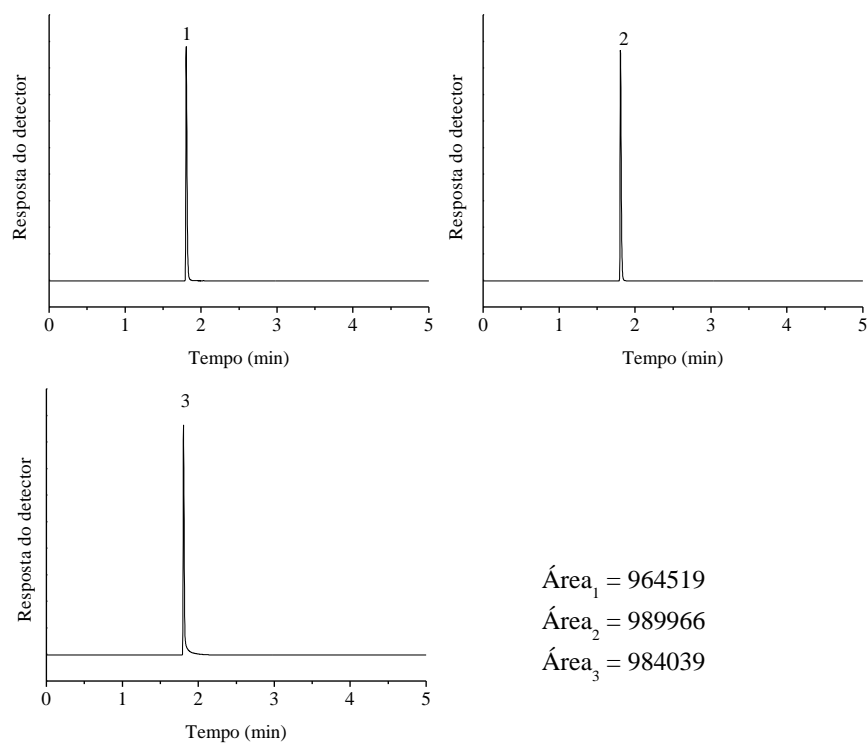 1
Resposta do detector
0 1 2 3 4 5
Tempo (min)
2
Resposta do detector
0 1 2 3 4 5
Tempo (min)
3
Resposta do detector
0 1 2 3 4 5
Tempo (min)
Área1 = 964519
Área2 = 989966
Área3 = 984039